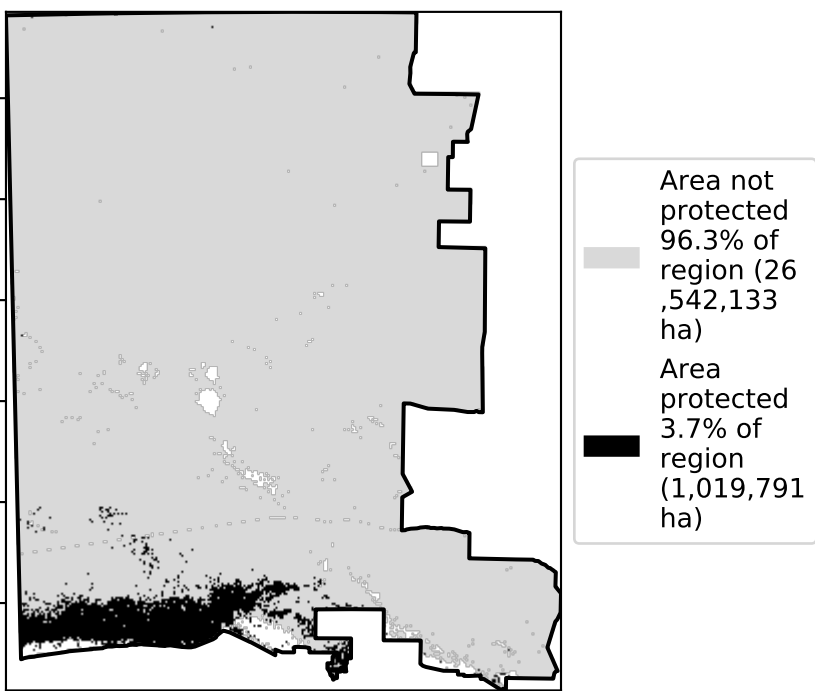 Area not
protected
96.3% of
region (26
,542,133
ha)
Area
protected
3.7% of
region
(1,019,791
ha)